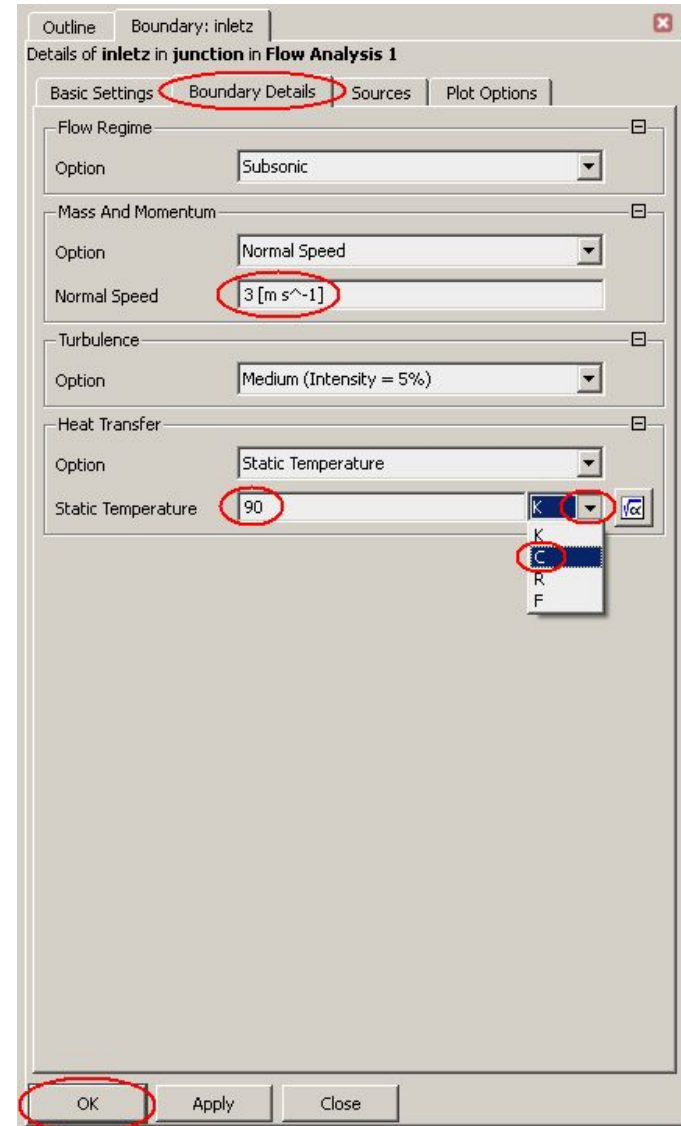 Outline Boundary: inletz
Details of inletz in junction in Flow Analysis 1
Basic Settings Boundary Details Sources Plot Options
Flow Regime
Option Subsonic
Mass And Momentum
Option Normal Speed
Normal Speed 3 [m s^-1]
Turbulence
Option Medium (Intensity = 5%)
Heat Transfer
Option Static Temperature
Static Temperature 90 K
K
C
R
F
OK Apply Close